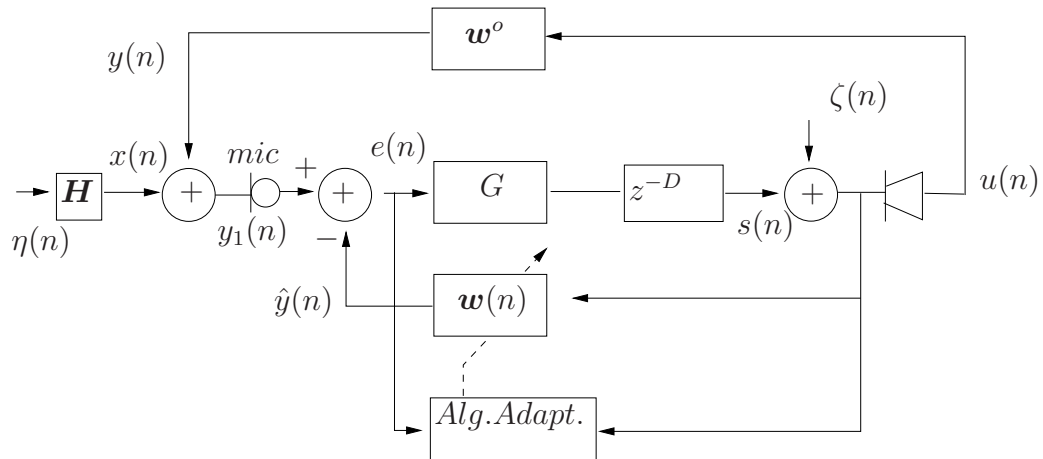 w^o
y(n)
ζ(n)
x(n)
mic
e(n)
+
H
+
+
G
z^{-D}
+
u(n)
η(n)
y_1(n)
−
s(n)
ŷ(n)
w(n)
Alg.Adapt.